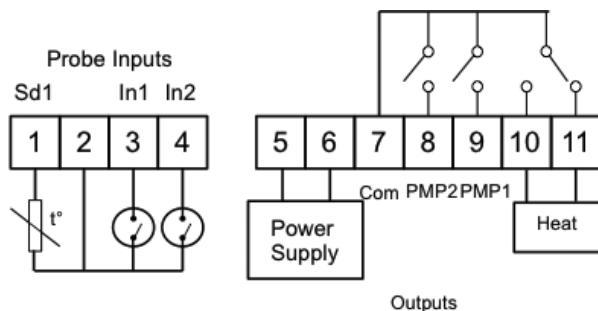 Probe Inputs
Sd1 In1 In2
1 2 3 4
t°
5 6 7 8 9 10 11
Com PMP2 PMP1
Power
Supply
Heat
Outputs